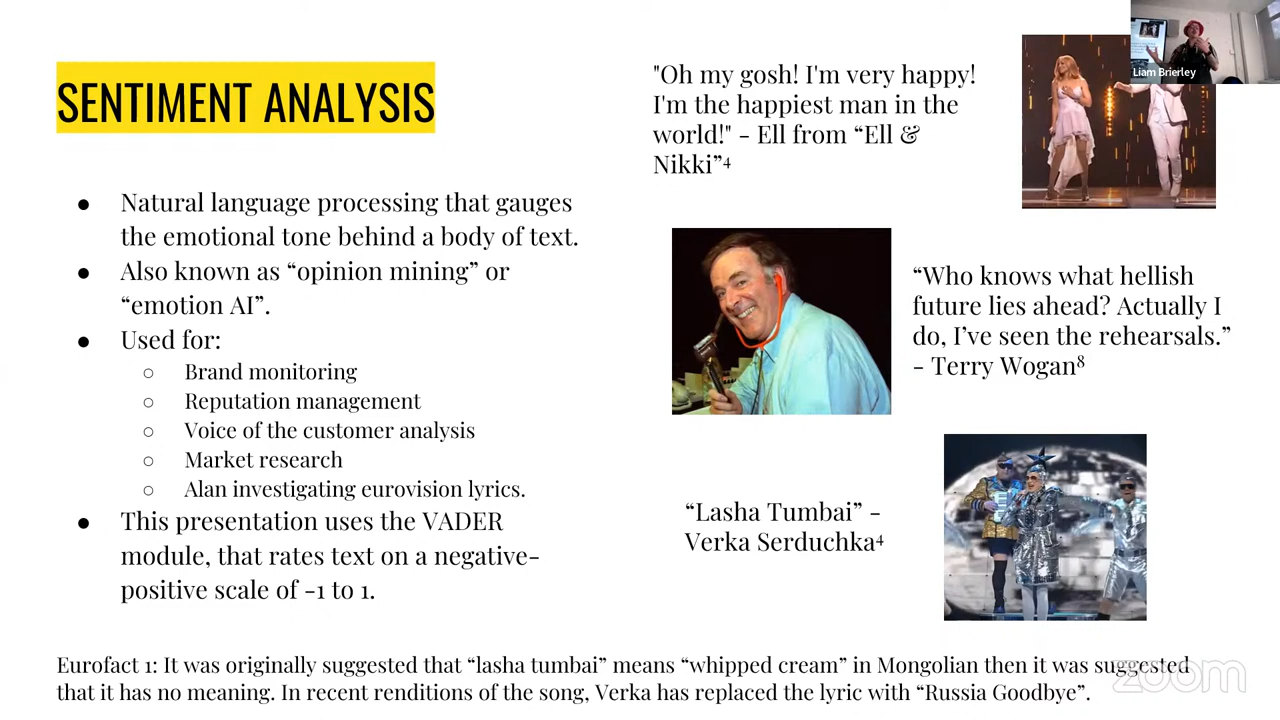 SENTIMENT ANALYSIS
● Natural language processing that gauges
the emotional tone behind a body of text.
● Also known as “opinion mining” or
“emotion AI”.
● Used for:
○ Brand monitoring
○ Reputation management
○ Voice of the customer analysis
○ Market research
○ Alan investigating eurovision lyrics.
● This presentation uses the VADER
module, that rates text on a negative-
positive scale of -1 to 1.
"Oh my gosh! I'm very happy!
I'm the happiest man in the
world!" - Ell from “Ell &
Nikki”⁴
Liam Brierley
“Who knows what hellish
future lies ahead? Actually I
do, I’ve seen the rehearsals.”
- Terry Wogan⁸
“Lasha Tumbai” -
Verka Serduchka⁴
Eurofact 1: It was originally suggested that “lasha tumbai” means “whipped cream” in Mongolian then it was suggested
that it has no meaning. In recent renditions of the song, Verka has replaced the lyric with “Russia Goodbye”.
zoom